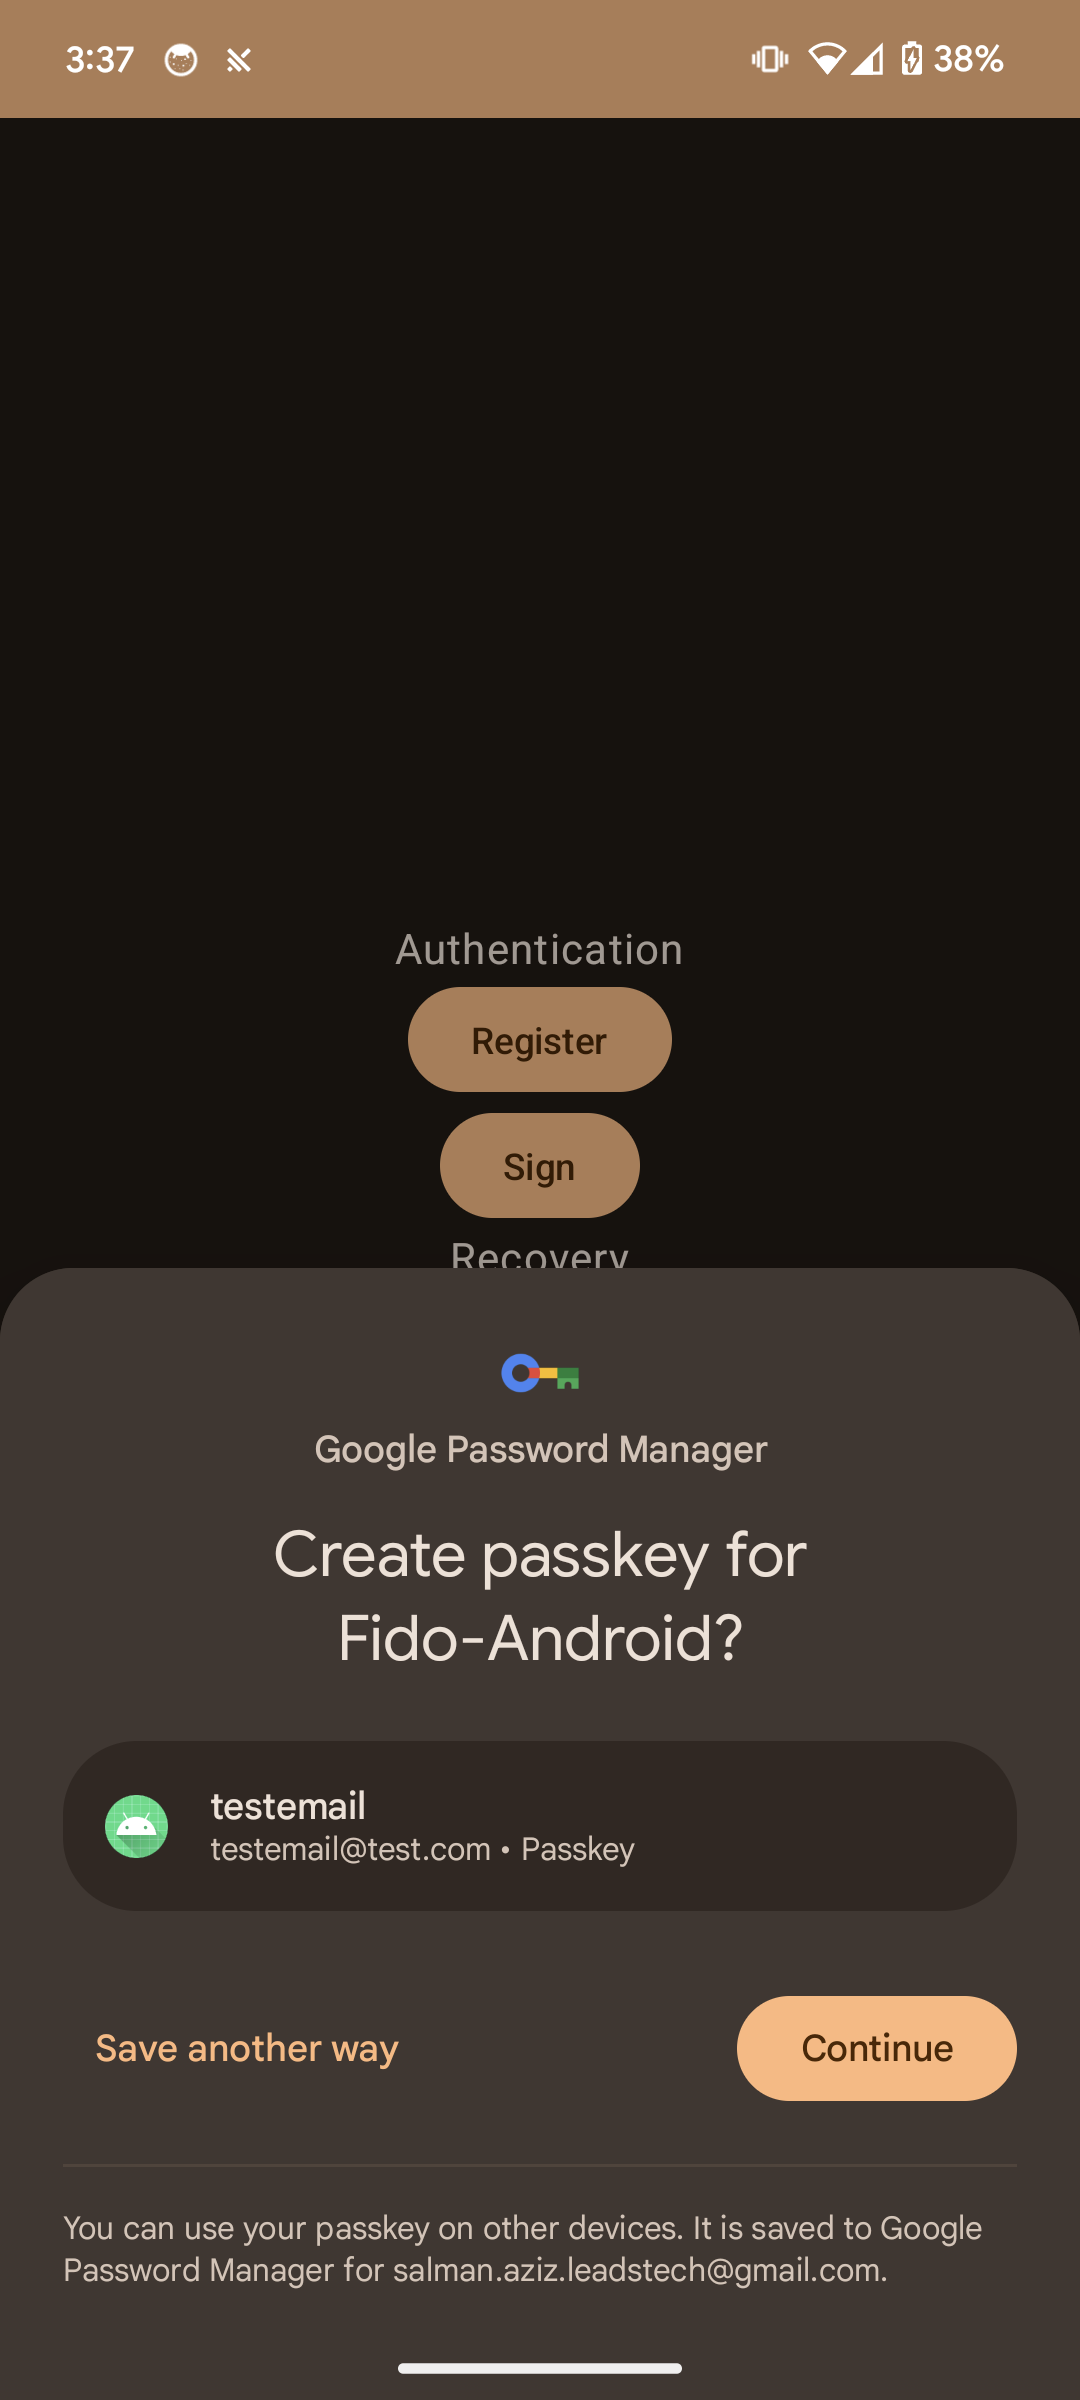 3:37 38%
Authentication
Register
Sign
Recovery
Google Password Manager
Create passkey for
Fido-Android?
testemail
testemail@test.com • Passkey
Save another way
Continue
You can use your passkey on other devices. It is saved to Google
Password Manager for salman.aziz.leadstech@gmail.com.